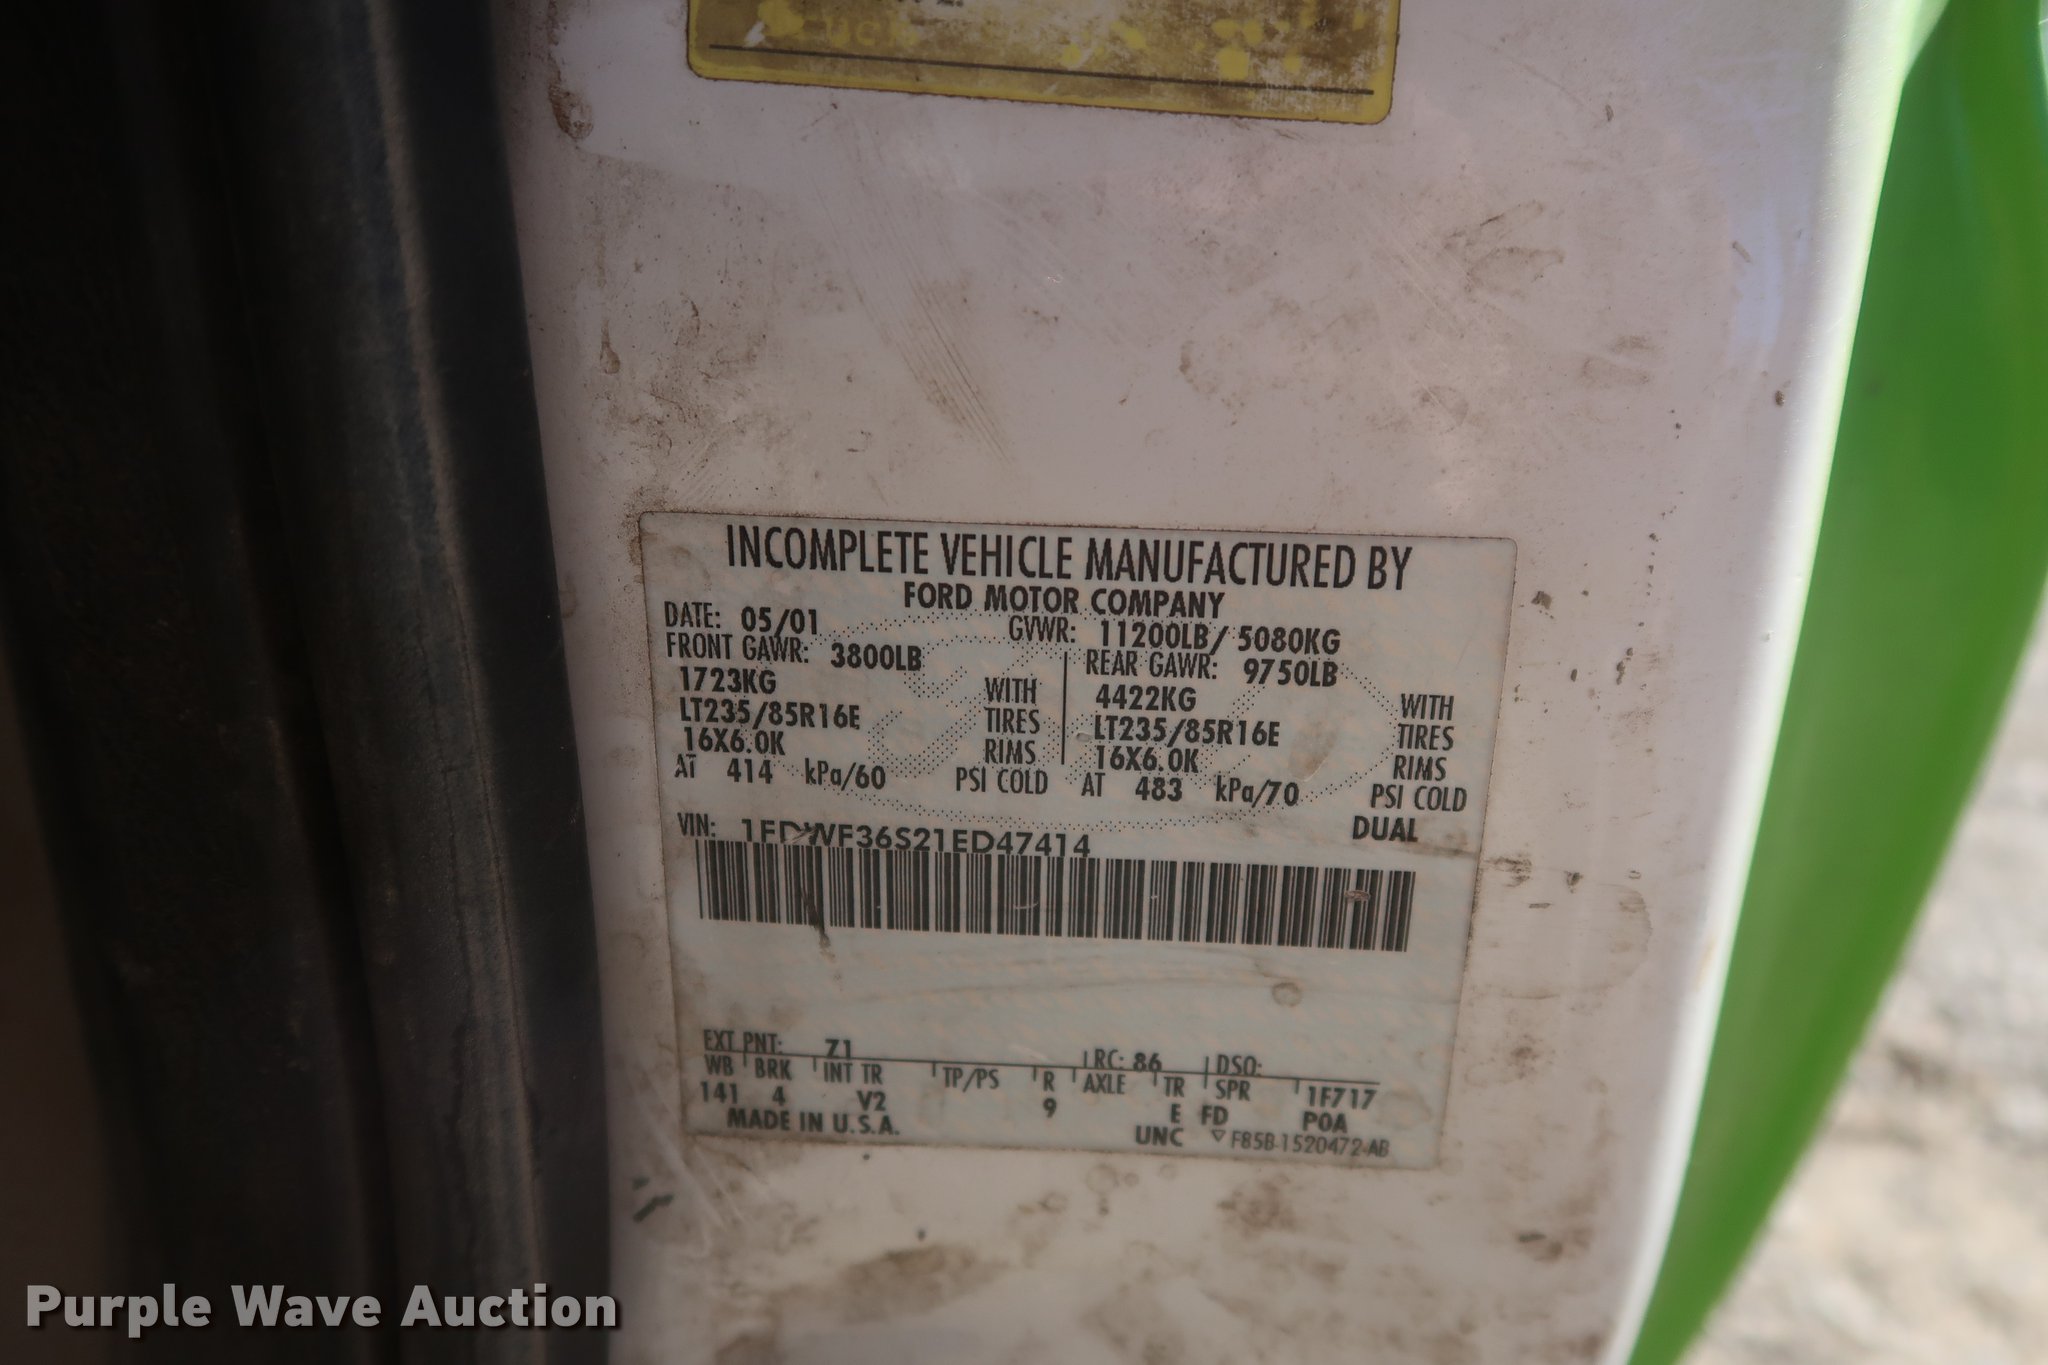 INCOMPLETE VEHICLE MANUFACTURED BY
FORD MOTOR COMPANY
DATE: 05/01 GVWR: 11200LB/ 5080KG
FRONT GAWR: 3800LB REAR GAWR: 9750LB
1723KG WITH 4422KG WITH
LT235/85R16E TIRES LT235/85R16E TIRES
16X6.0K RIMS 16X6.0K RIMS
AT 414 kPa/60 PSI COLD AT 483 kPa/70 PSI COLD
DUAL
VIN: 1FDWF36S21ED47414
EXT PNT: Z1 RC: 86 DSO:
WB BRK INT TR TP/PS R AXLE TR SPR 1F717
141 4 V2 9 E FD P0A
MADE IN U.S.A. UNC F85B-1520472-AB
Purple Wave Auction